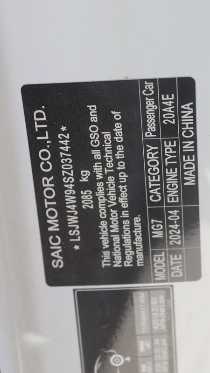 SAIC MOTOR CO.,LTD.
*LSJWJ4W94SZ037442*
2085 kg
This vehicle complies with all GSO and
National Motor Vehicle Technical
Regulations in effect up to the date of
manufacture.
MODEL MG7 CATEGORY Passenger Car
DATE 2024-04 ENGINE TYPE 20A4E
MADE IN CHINA